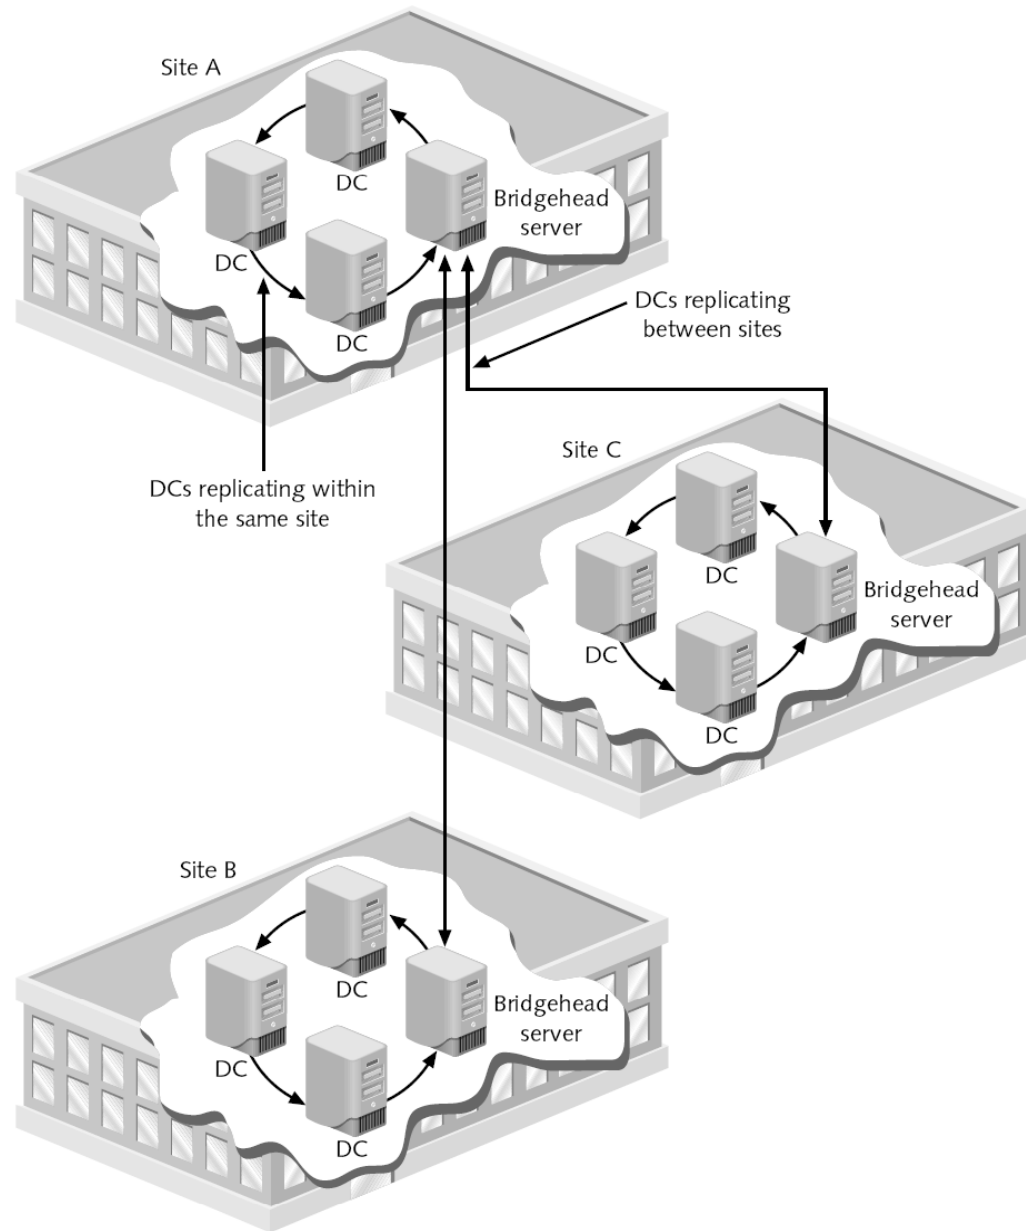 Site A
DC
Bridgehead
server
DC
DC
DCs replicating
between sites
DCs replicating within
the same site
Site C
DC
Bridgehead
server
DC
DC
Site B
DC
Bridgehead
server
DC
DC